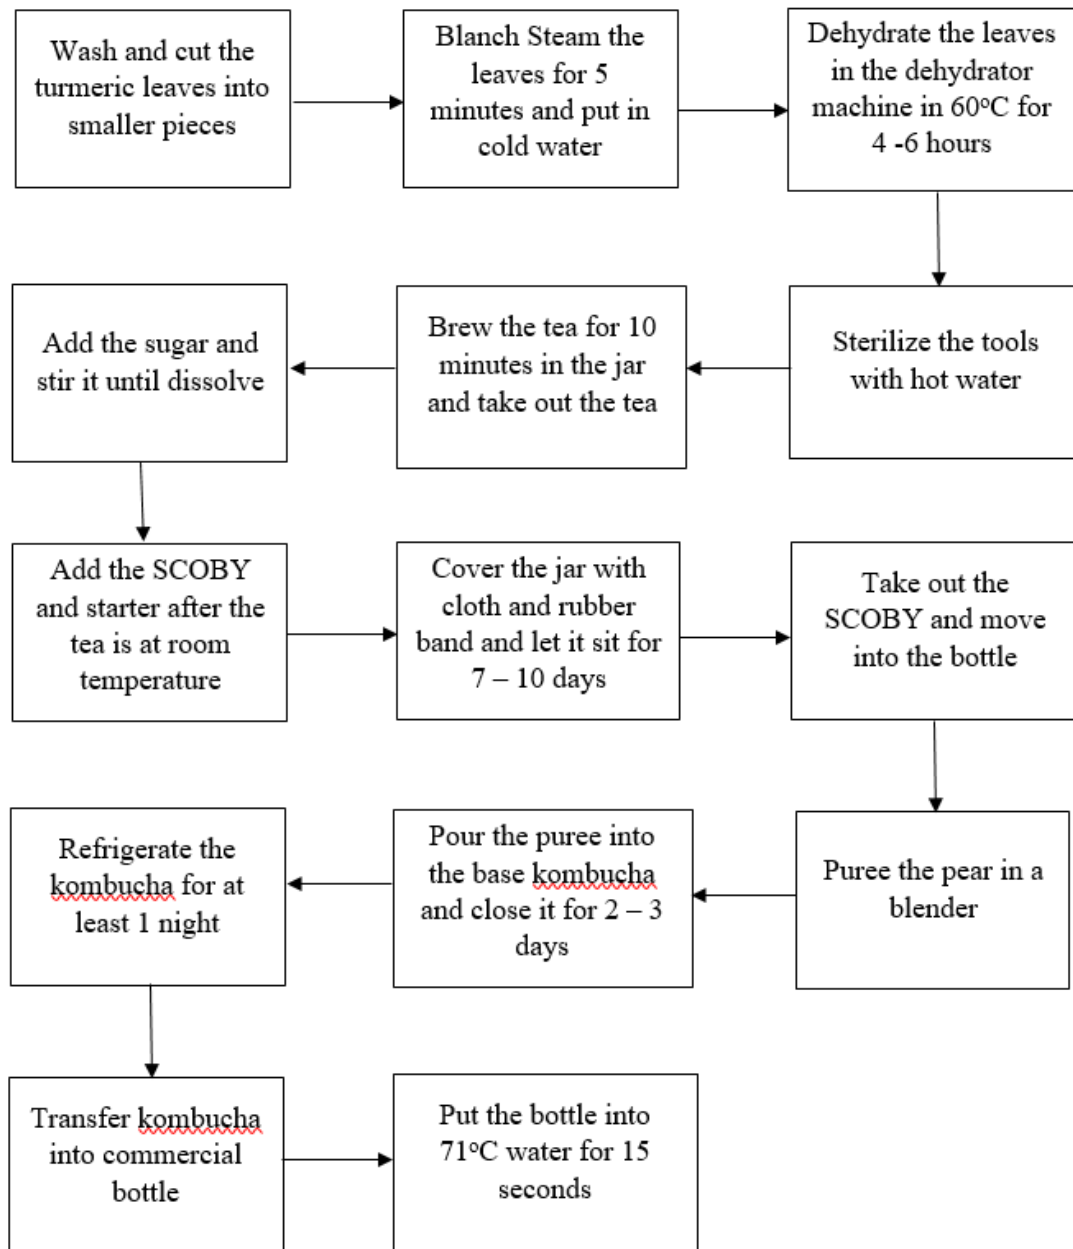 Wash and cut the
turmeric leaves into
smaller pieces
Blanch Steam the
leaves for 5
minutes and put in
cold water
Dehydrate the leaves
in the dehydrator
machine in 60°C for
4 -6 hours
Sterilize the tools
with hot water
Brew the tea for 10
minutes in the jar
and take out the tea
Add the sugar and
stir it until dissolve
Add the SCOBY
and starter after the
tea is at room
temperature
Cover the jar with
cloth and rubber
band and let it sit for
7 – 10 days
Take out the
SCOBY and move
into the bottle
Puree the pear in a
blender
Pour the puree into
the base kombucha
and close it for 2 – 3
days
Refrigerate the
kombucha for at
least 1 night
Transfer kombucha
into commercial
bottle
Put the bottle into
71°C water for 15
seconds